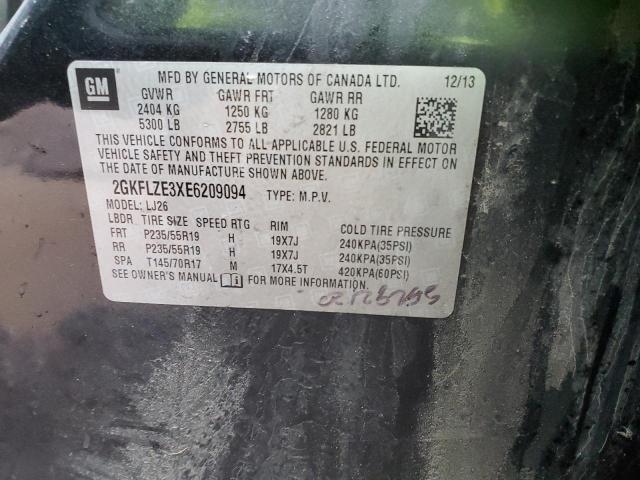 GM MFD BY GENERAL MOTORS OF CANADA LTD. 12/13
GVWR GAWR FRT GAWR RR
2404 KG 1250 KG 1280 KG
5300 LB 2755 LB 2821 LB
THIS VEHICLE CONFORMS TO ALL APPLICABLE U.S. FEDERAL MOTOR
VEHICLE SAFETY AND THEFT PREVENTION STANDARDS IN EFFECT ON
THE DATE OF MANUFACTURE SHOWN ABOVE.
2GKFLZE3XE6209094 TYPE: M.P.V.
MODEL: LJ26
LBDR TIRE SIZE SPEED RTG RIM COLD TIRE PRESSURE
FRT P235/55R19 H 19X7J 240KPA(35PSI)
RR P235/55R19 H 19X7J 240KPA(35PSI)
SPA T145/70R17 M 17X4.5T 420KPA(60PSI)
SEE OWNER'S MANUAL FOR MORE INFORMATION.